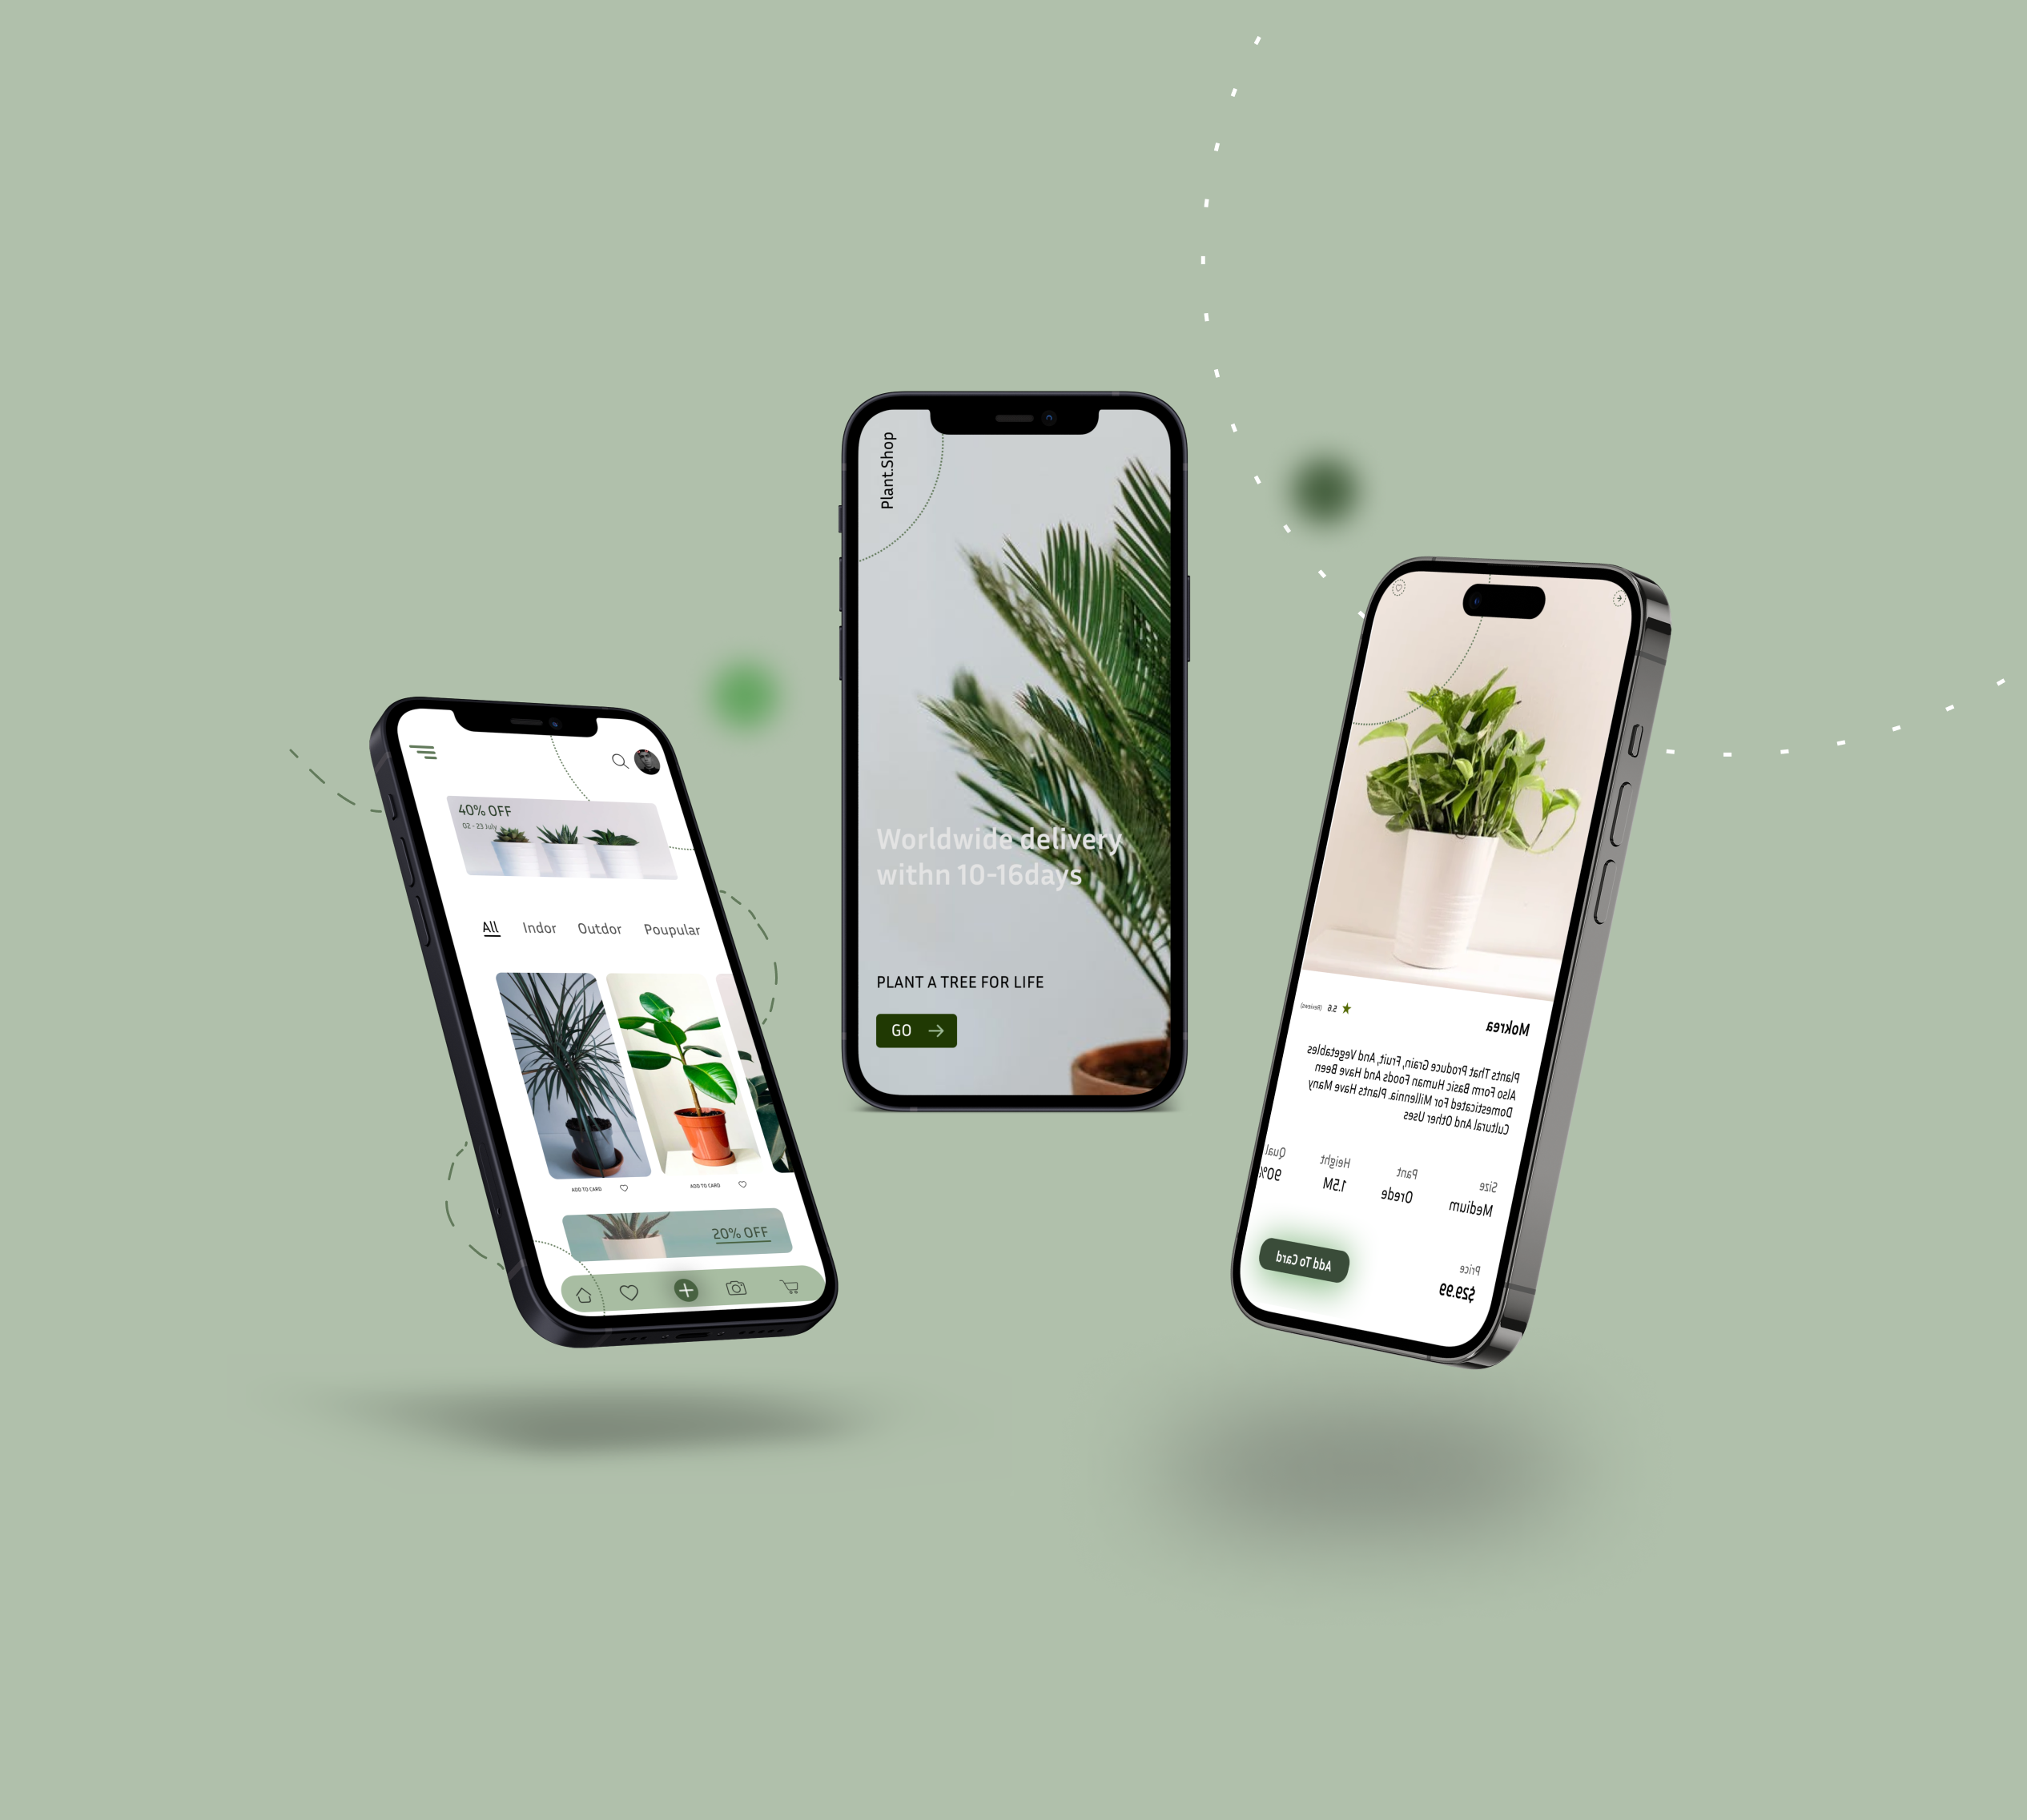 40% OFF
02 - 23 July
All Indor Outdor Poupular
ADD TO CARD ADD TO CARD
20% OFF
Plant.Shop
Worldwide delivery
withn 10-16days
PLANT A TREE FOR LIFE
GO
Mokrea
5.6 (Reviews)
Plants That Produce Grain, Fruit, And Vegetables
Also Form Basic Human Foods And Have Been
Domesticated For Millennia. Plants Have Many
Cultural And Other Uses
Size Pant Height Qual
Medium Orede 1.5M 90%
Price
$29.99
Add To Card